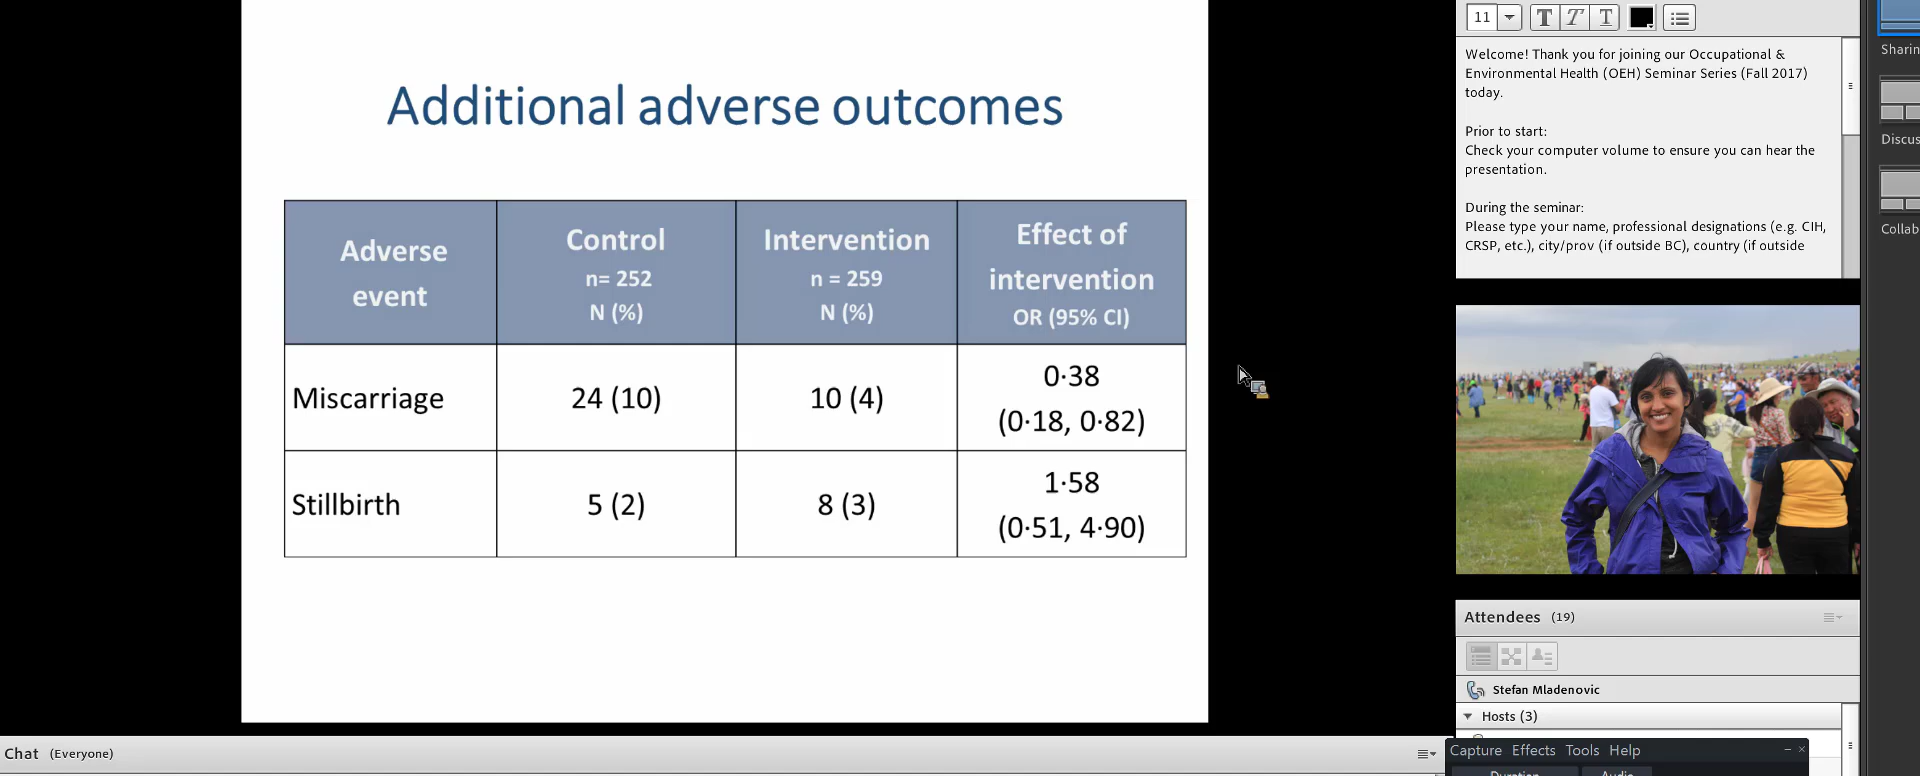 Additional adverse outcomes
Adverse
event
Control
n= 252
N (%)
Intervention
n = 259
N (%)
Effect of
intervention
OR (95% CI)
Miscarriage
24 (10)
10 (4)
0·38
(0·18, 0·82)
Stillbirth
5 (2)
8 (3)
1·58
(0·51, 4·90)
11
T T T
Welcome! Thank you for joining our Occupational &
Environmental Health (OEH) Seminar Series (Fall 2017)
today.
Prior to start:
Check your computer volume to ensure you can hear the
presentation.
During the seminar:
Please type your name, professional designations (e.g. CIH,
CRSP, etc.), city/prov (if outside BC), country (if outside
Attendees (19)
Stefan Mladenovic
Hosts (3)
Sharin
Discus
Collab
Chat (Everyone)
Capture Effects Tools Help
Duration Audio